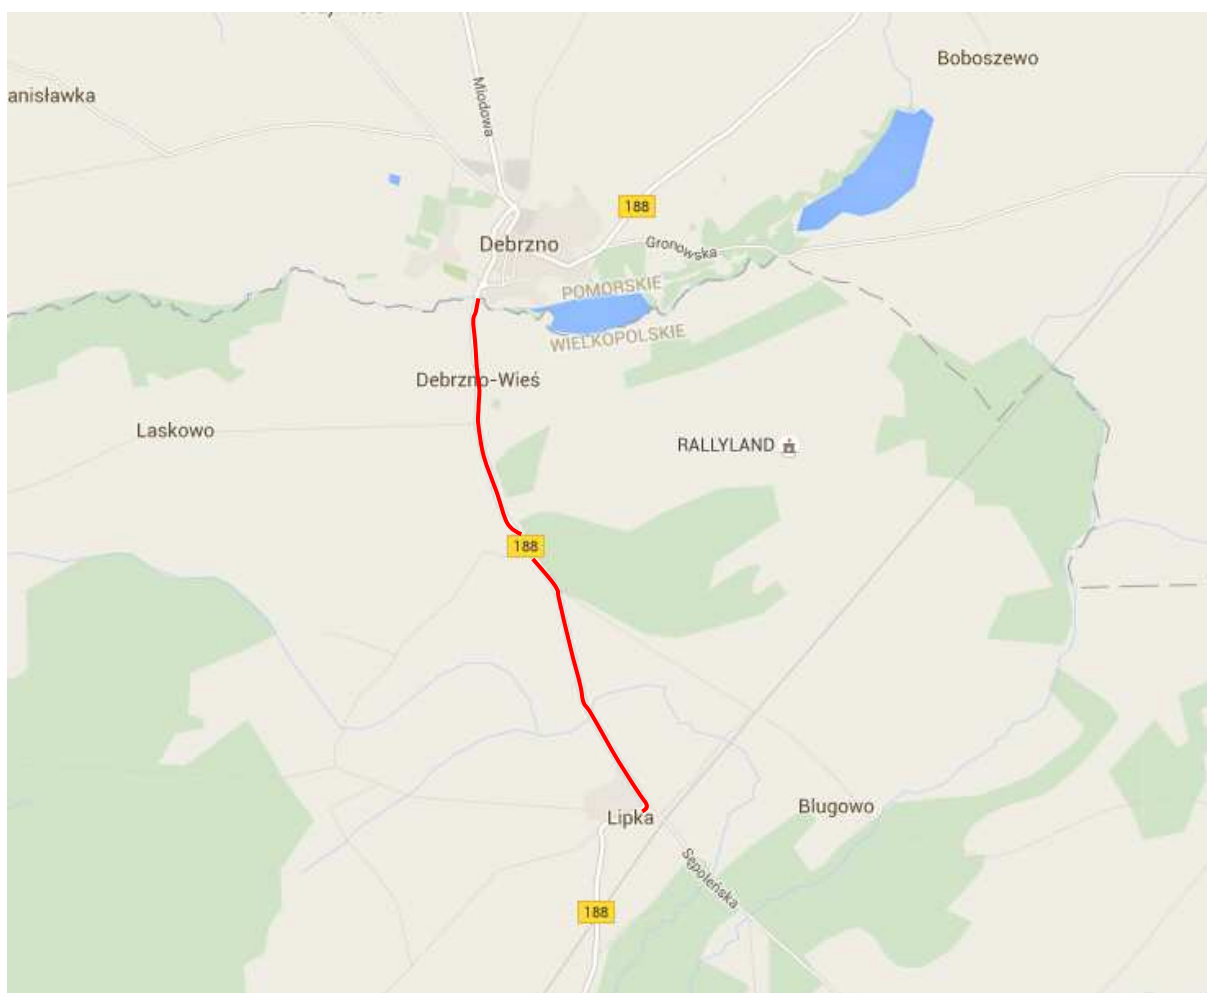 Boboszewo
anisławka
Miodowa
188
Debrzno
Gronowska
POMORSKIE
WIELKOPOLSKIE
Debrzno-Wieś
Laskowo
RALLYLAND
188
Blugowo
Lipka
Sępoleńska
188